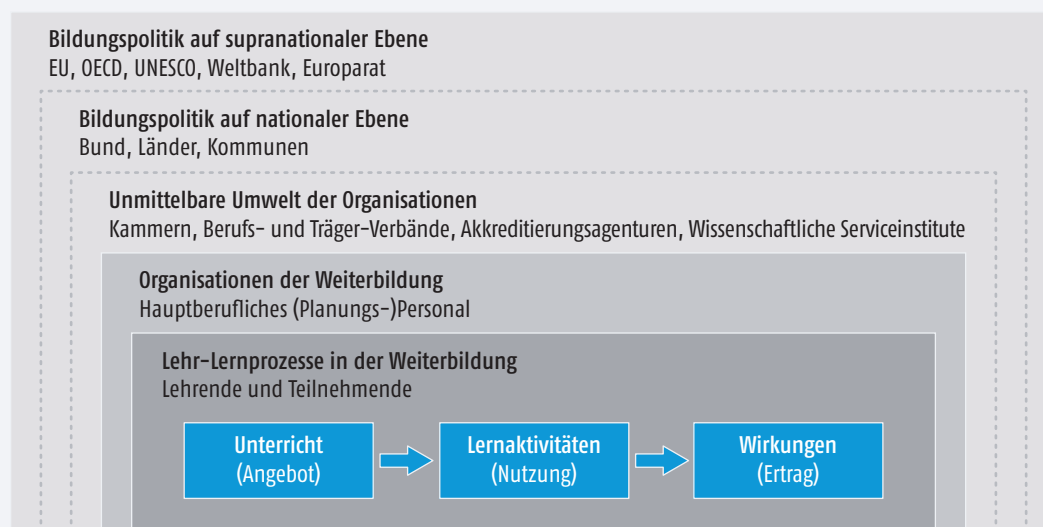 Bildungspolitik auf supranationaler Ebene
EU, OECD, UNESCO, Weltbank, Europarat
Bildungspolitik auf nationaler Ebene
Bund, Länder, Kommunen
Unmittelbare Umwelt der Organisationen
Kammern, Berufs- und Träger-Verbände, Akkreditierungsagenturen, Wissenschaftliche Serviceinstitute
Organisationen der Weiterbildung
Hauptberufliches (Planungs-)Personal
Lehr-Lernprozesse in der Weiterbildung
Lehrende und Teilnehmende
Unterricht
(Angebot)
Lernaktivitäten
(Nutzung)
Wirkungen
(Ertrag)